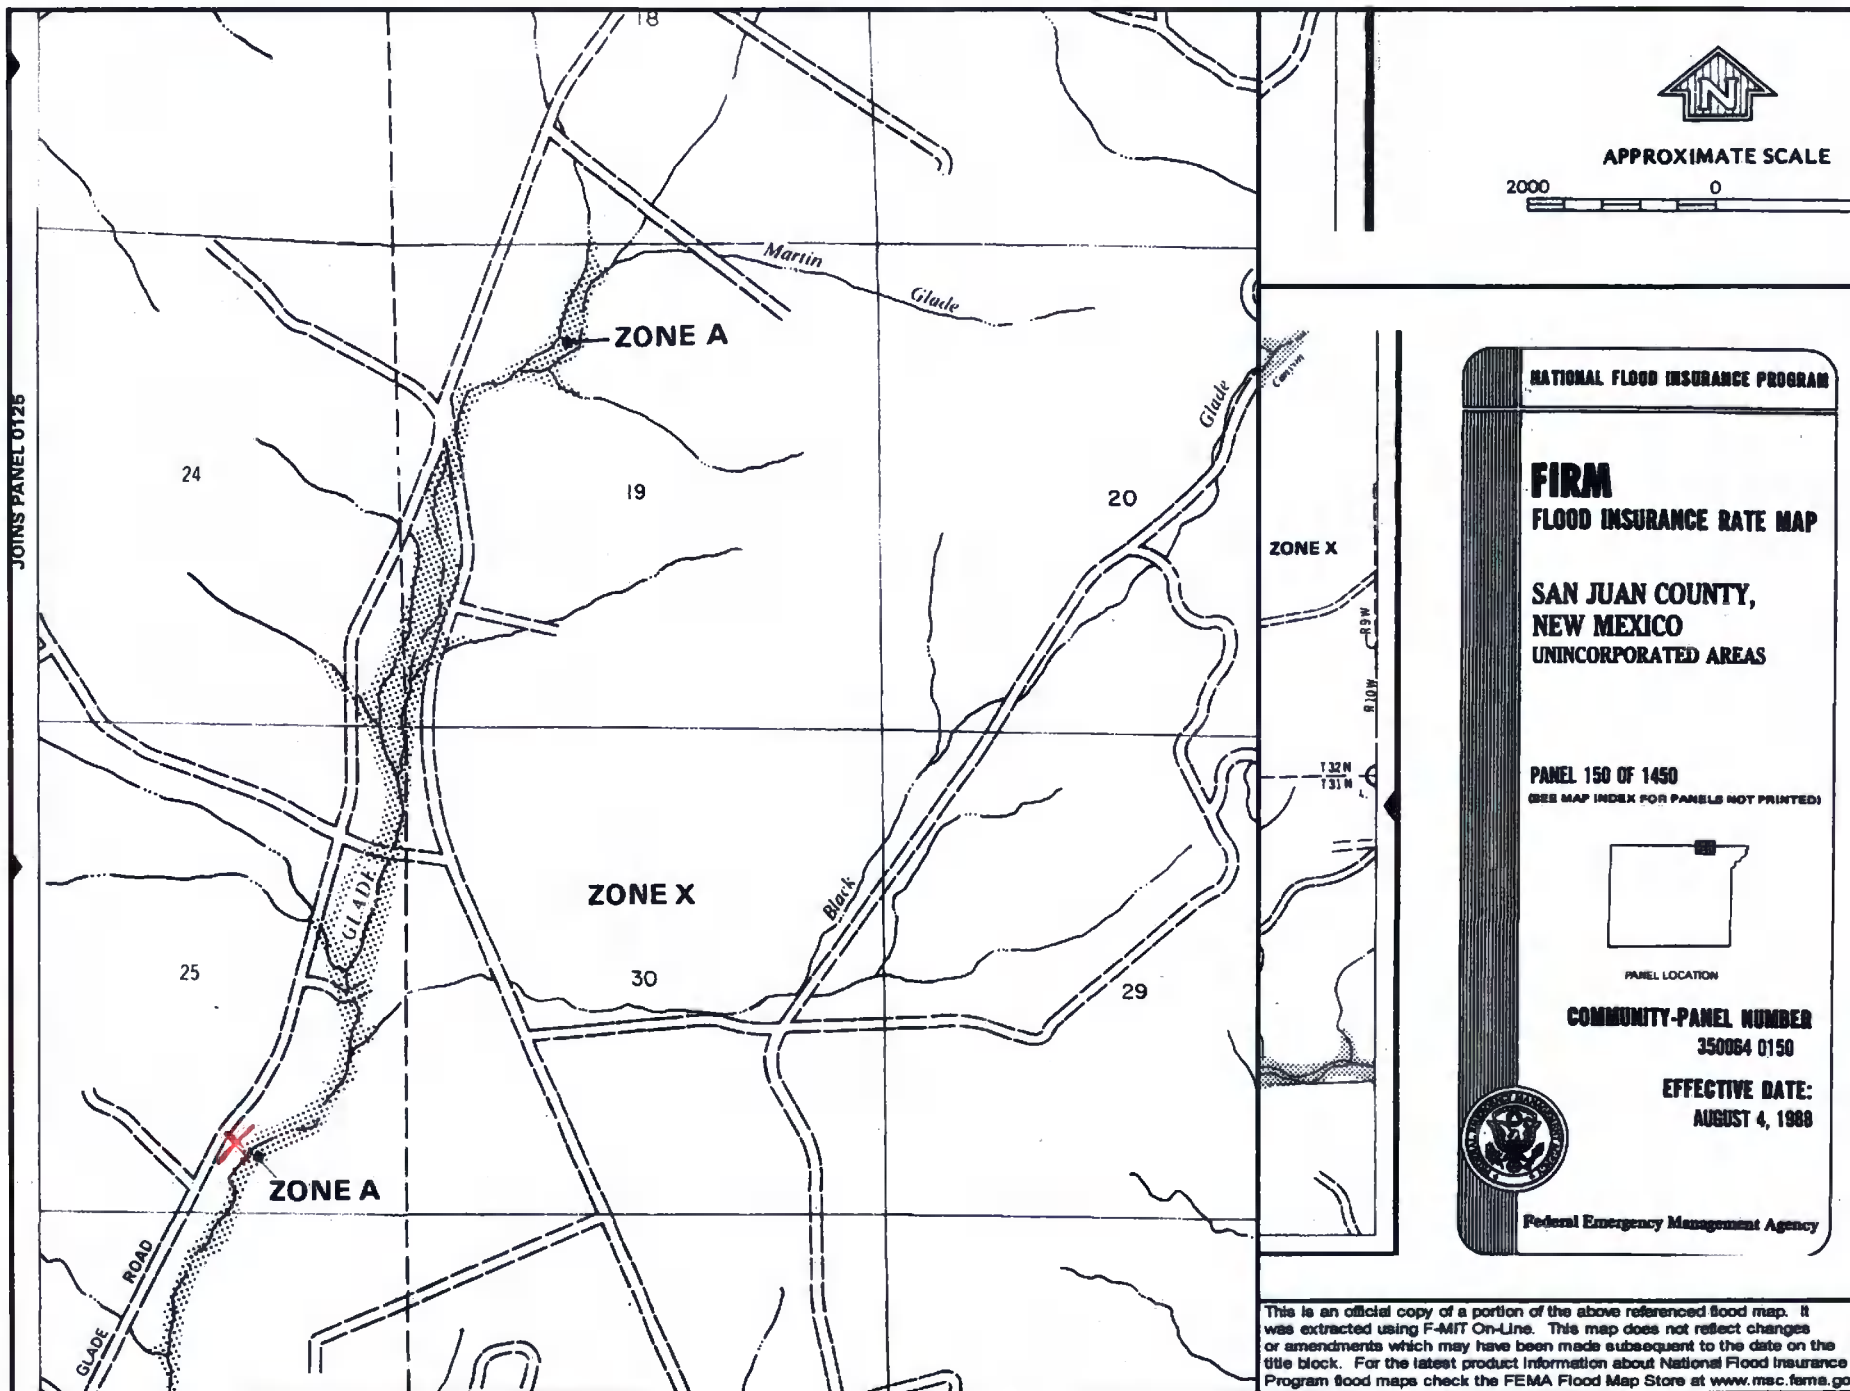 18
APPROXIMATE SCALE
2000 0
N
Martin
Glade
ZONE A
JOINS PANEL 0125
24
19
20
Glade
Canyon
ZONE X
R9W
R10W
T32N
T31N
NATIONAL FLOOD INSURANCE PROGRAM
FIRM
FLOOD INSURANCE RATE MAP
SAN JUAN COUNTY,
NEW MEXICO
UNINCORPORATED AREAS
PANEL 150 OF 1450
(SEE MAP INDEX FOR PANELS NOT PRINTED)
PANEL LOCATION
COMMUNITY-PANEL NUMBER
350064 0150
EFFECTIVE DATE:
AUGUST 4, 1988
Federal Emergency Management Agency
GLADE
ZONE X
Black
25
30
29
ZONE A
GLADE ROAD
This is an official copy of a portion of the above referenced flood map. It
was extracted using F-MIT On-Line. This map does not reflect changes
or amendments which may have been made subsequent to the date on the
title block. For the latest product information about National Flood Insurance
Program flood maps check the FEMA Flood Map Store at www.msc.fema.go